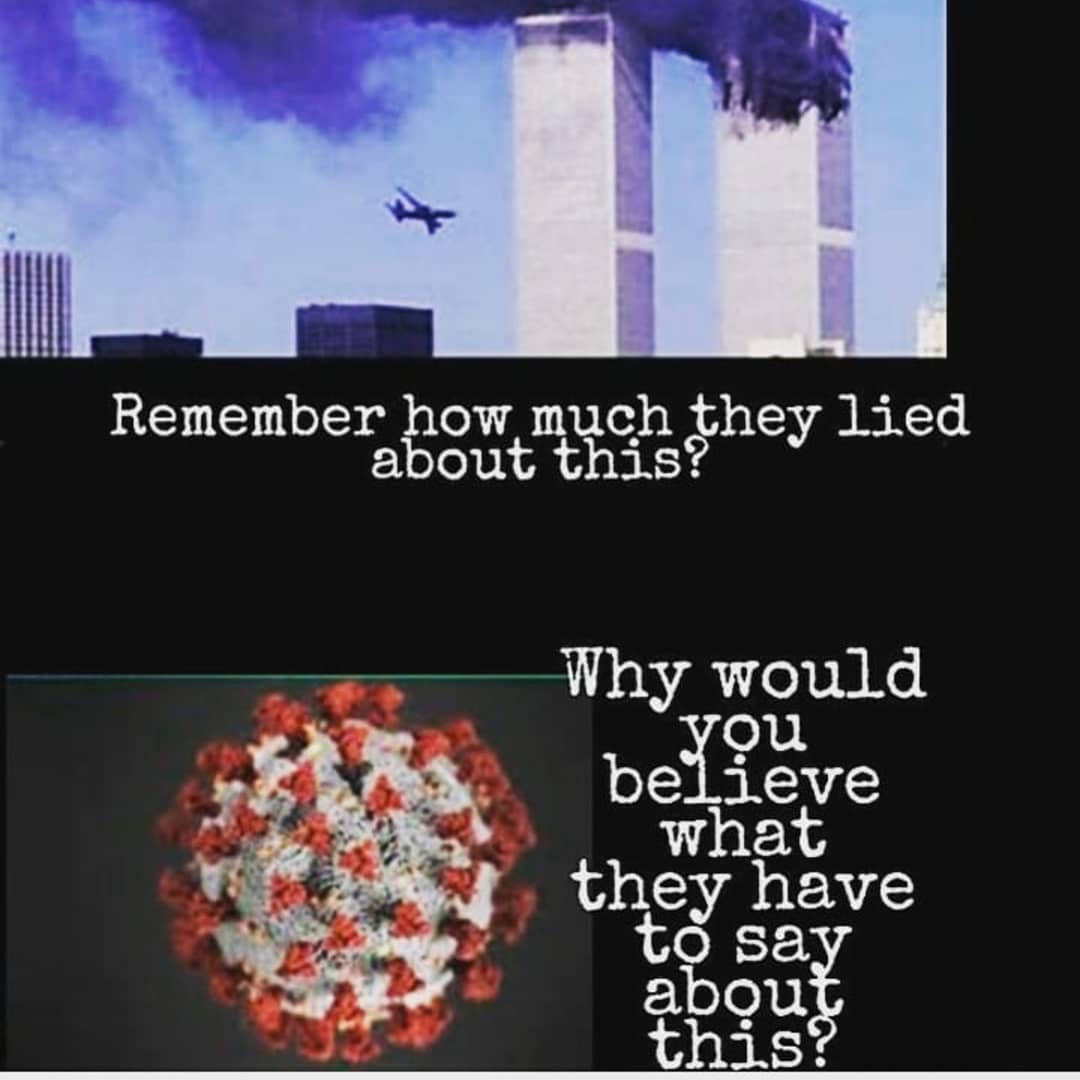 Remember how much they lied
about this?
Why would
you
believe
what
they have
to say
about
this?